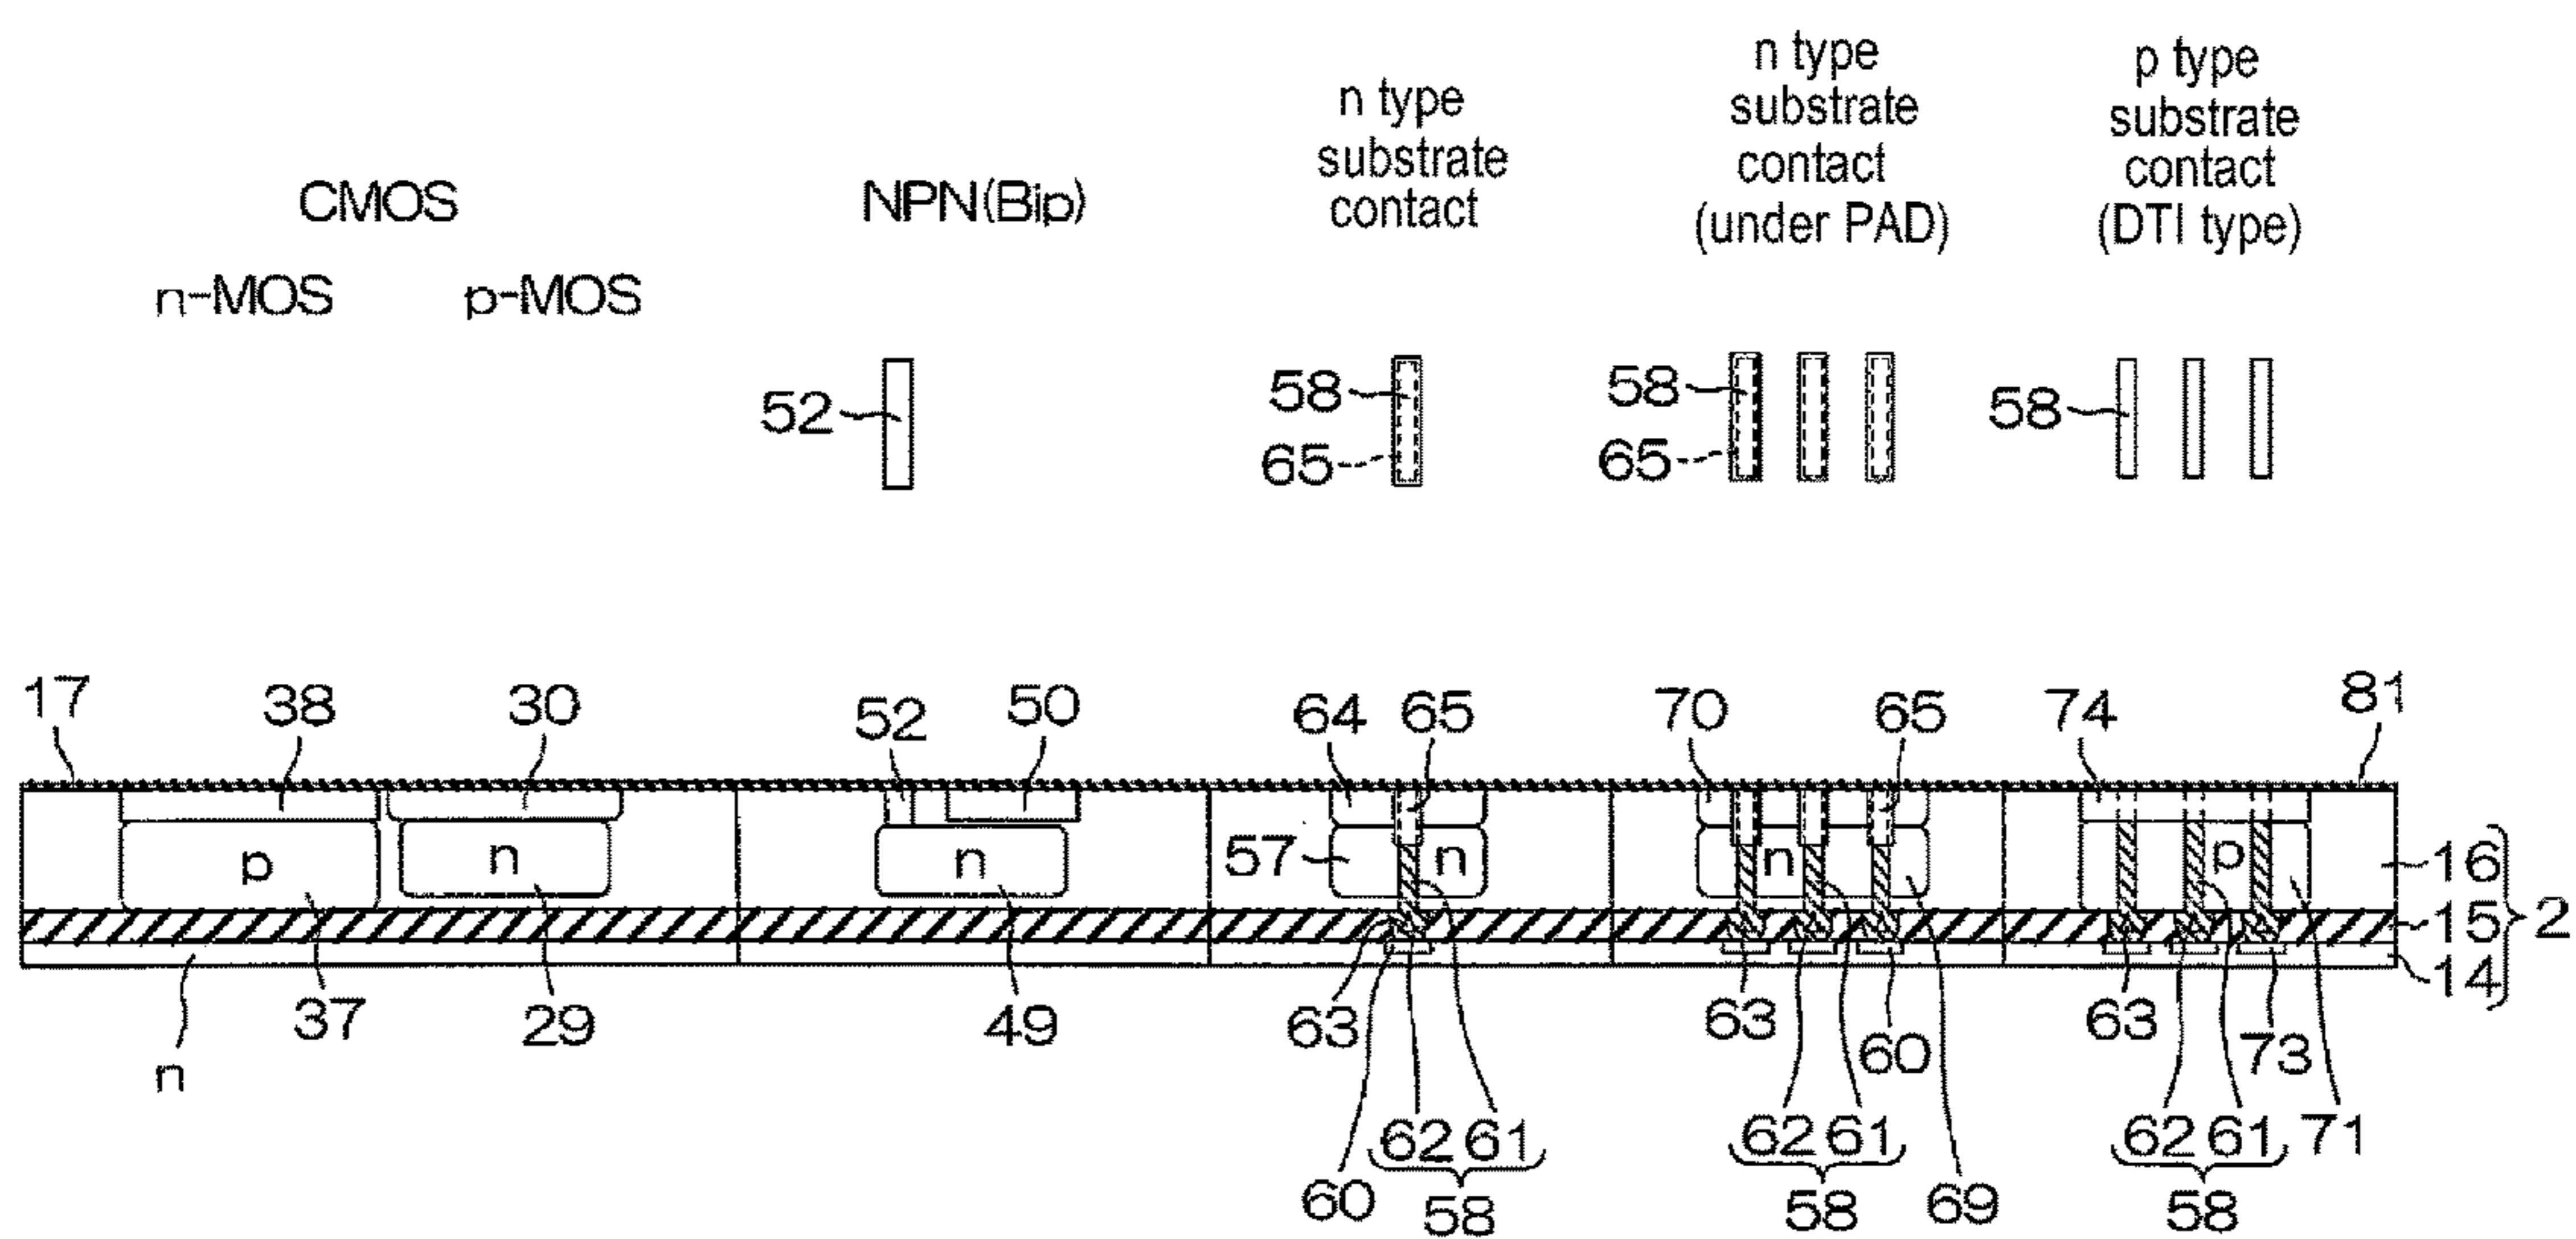 CMOS
n-MOS p-MOS
NPN(Bip)
n type
substrate
contact
n type
substrate
contact
(under PAD)
p type
substrate
contact
(DTI type)
52
58
65
58
65
58
17 38 30 52 50 64 65 70 65 74 81
p n n 57 n n p 16
15 2
14
n 37 29 49 63 63 60 63 73
60 62 61 62 61 69 62 61 71
58 58 58